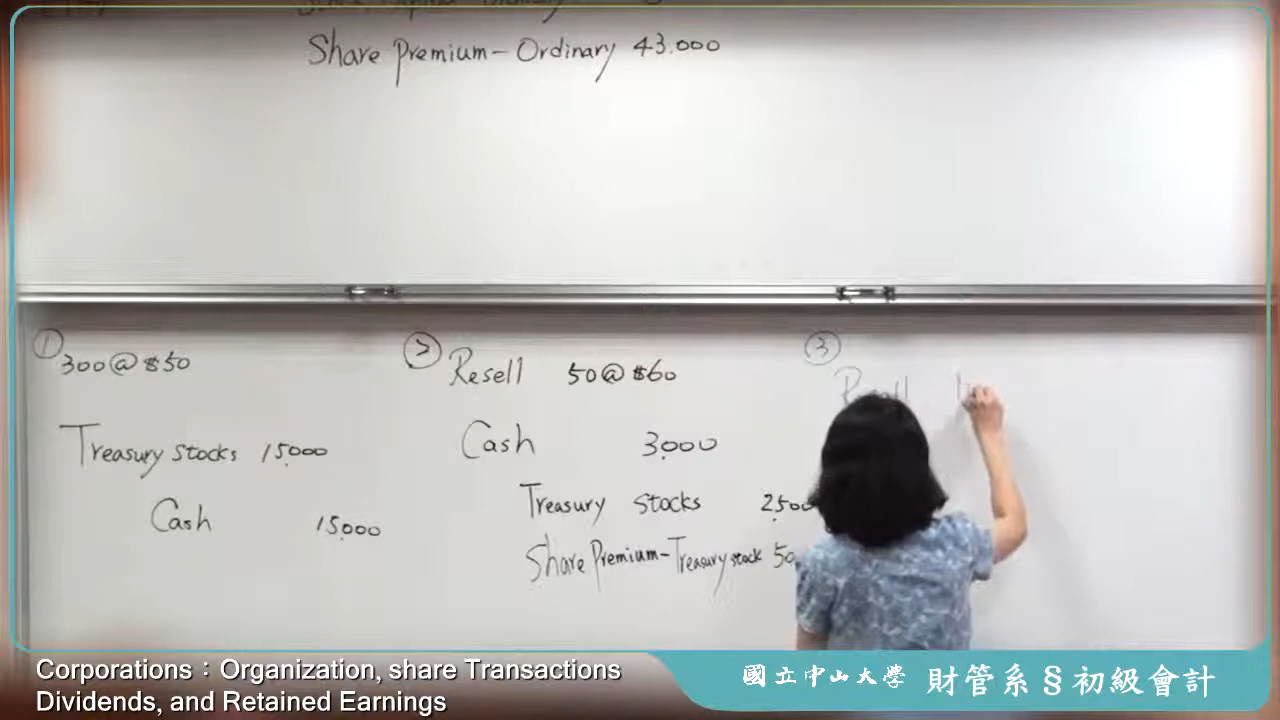 Share Premium - Ordinary 43.000
①
300@$50
Treasury stocks 15.000
Cash 15.000
②
Resell 50@$60
Cash 3.000
Treasury stocks 2.500
Share Premium - Treasury stock 50
③
Resell
Corporations：Organization, share Transactions
Dividends, and Retained Earnings
國立中山大學 財管系§初級會計